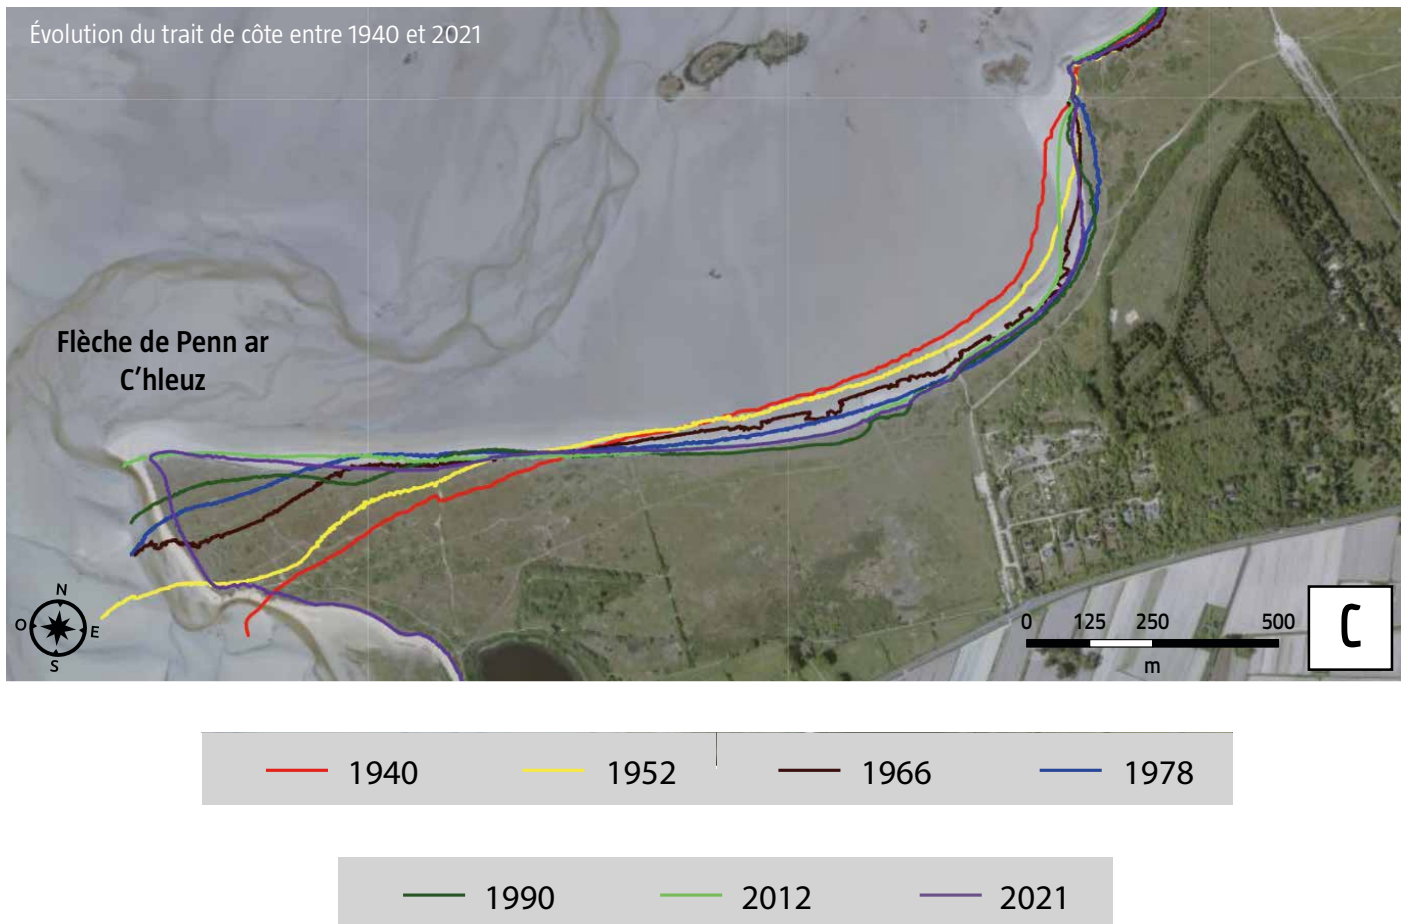 Évolution du trait de côte entre 1940 et 2021
Flèche de Penn ar
C'hleuz
N
O
E
S
0 125 250 500
m
C
1940 1952 1966 1978
1990 2012 2021